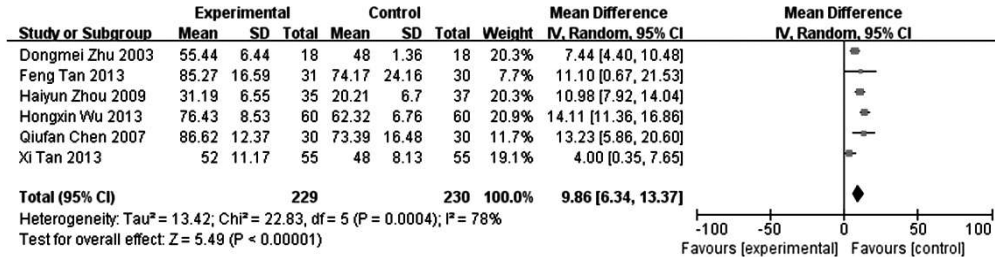 Experimental Control Mean Difference Mean Difference
Study or Subgroup Mean SD Total Mean SD Total Weight IV, Random, 95% CI IV, Random, 95% CI
Dongmei Zhu 2003 55.44 6.44 18 48 1.36 18 20.3% 7.44 [4.40, 10.48]
Feng Tan 2013 85.27 16.59 31 74.17 24.16 30 7.7% 11.10 [0.67, 21.53]
Haiyun Zhou 2009 31.19 6.55 35 20.21 6.7 37 20.3% 10.98 [7.92, 14.04]
Hongxin Wu 2013 76.43 8.53 60 62.32 6.76 60 20.9% 14.11 [11.36, 16.86]
Qiufan Chen 2007 86.62 12.37 30 73.39 16.48 30 11.7% 13.23 [5.86, 20.60]
Xi Tan 2013 52 11.17 55 48 8.13 55 19.1% 4.00 [0.35, 7.65]
Total (95% CI) 229 230 100.0% 9.86 [6.34, 13.37]
Heterogeneity: Tau² = 13.42; Chi² = 22.83, df = 5 (P = 0.0004); I² = 78%
Test for overall effect: Z = 5.49 (P < 0.00001)
-100 -50 0 50 100
Favours [experimental] Favours [control]